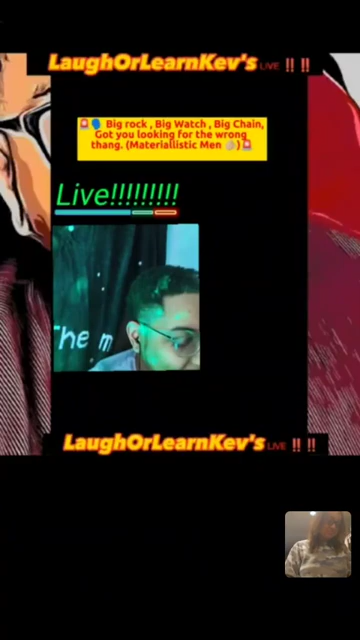 LaughOrLearnKev's LIVE ‼️ ‼️
🚨🗣️ Big rock , Big Watch , Big Chain,
Got you looking for the wrong
thang. (Materiallistic Men 🪨)🚨
Live!!!!!!!!!
The m
LaughOrLearnKev's LIVE ‼️ ‼️